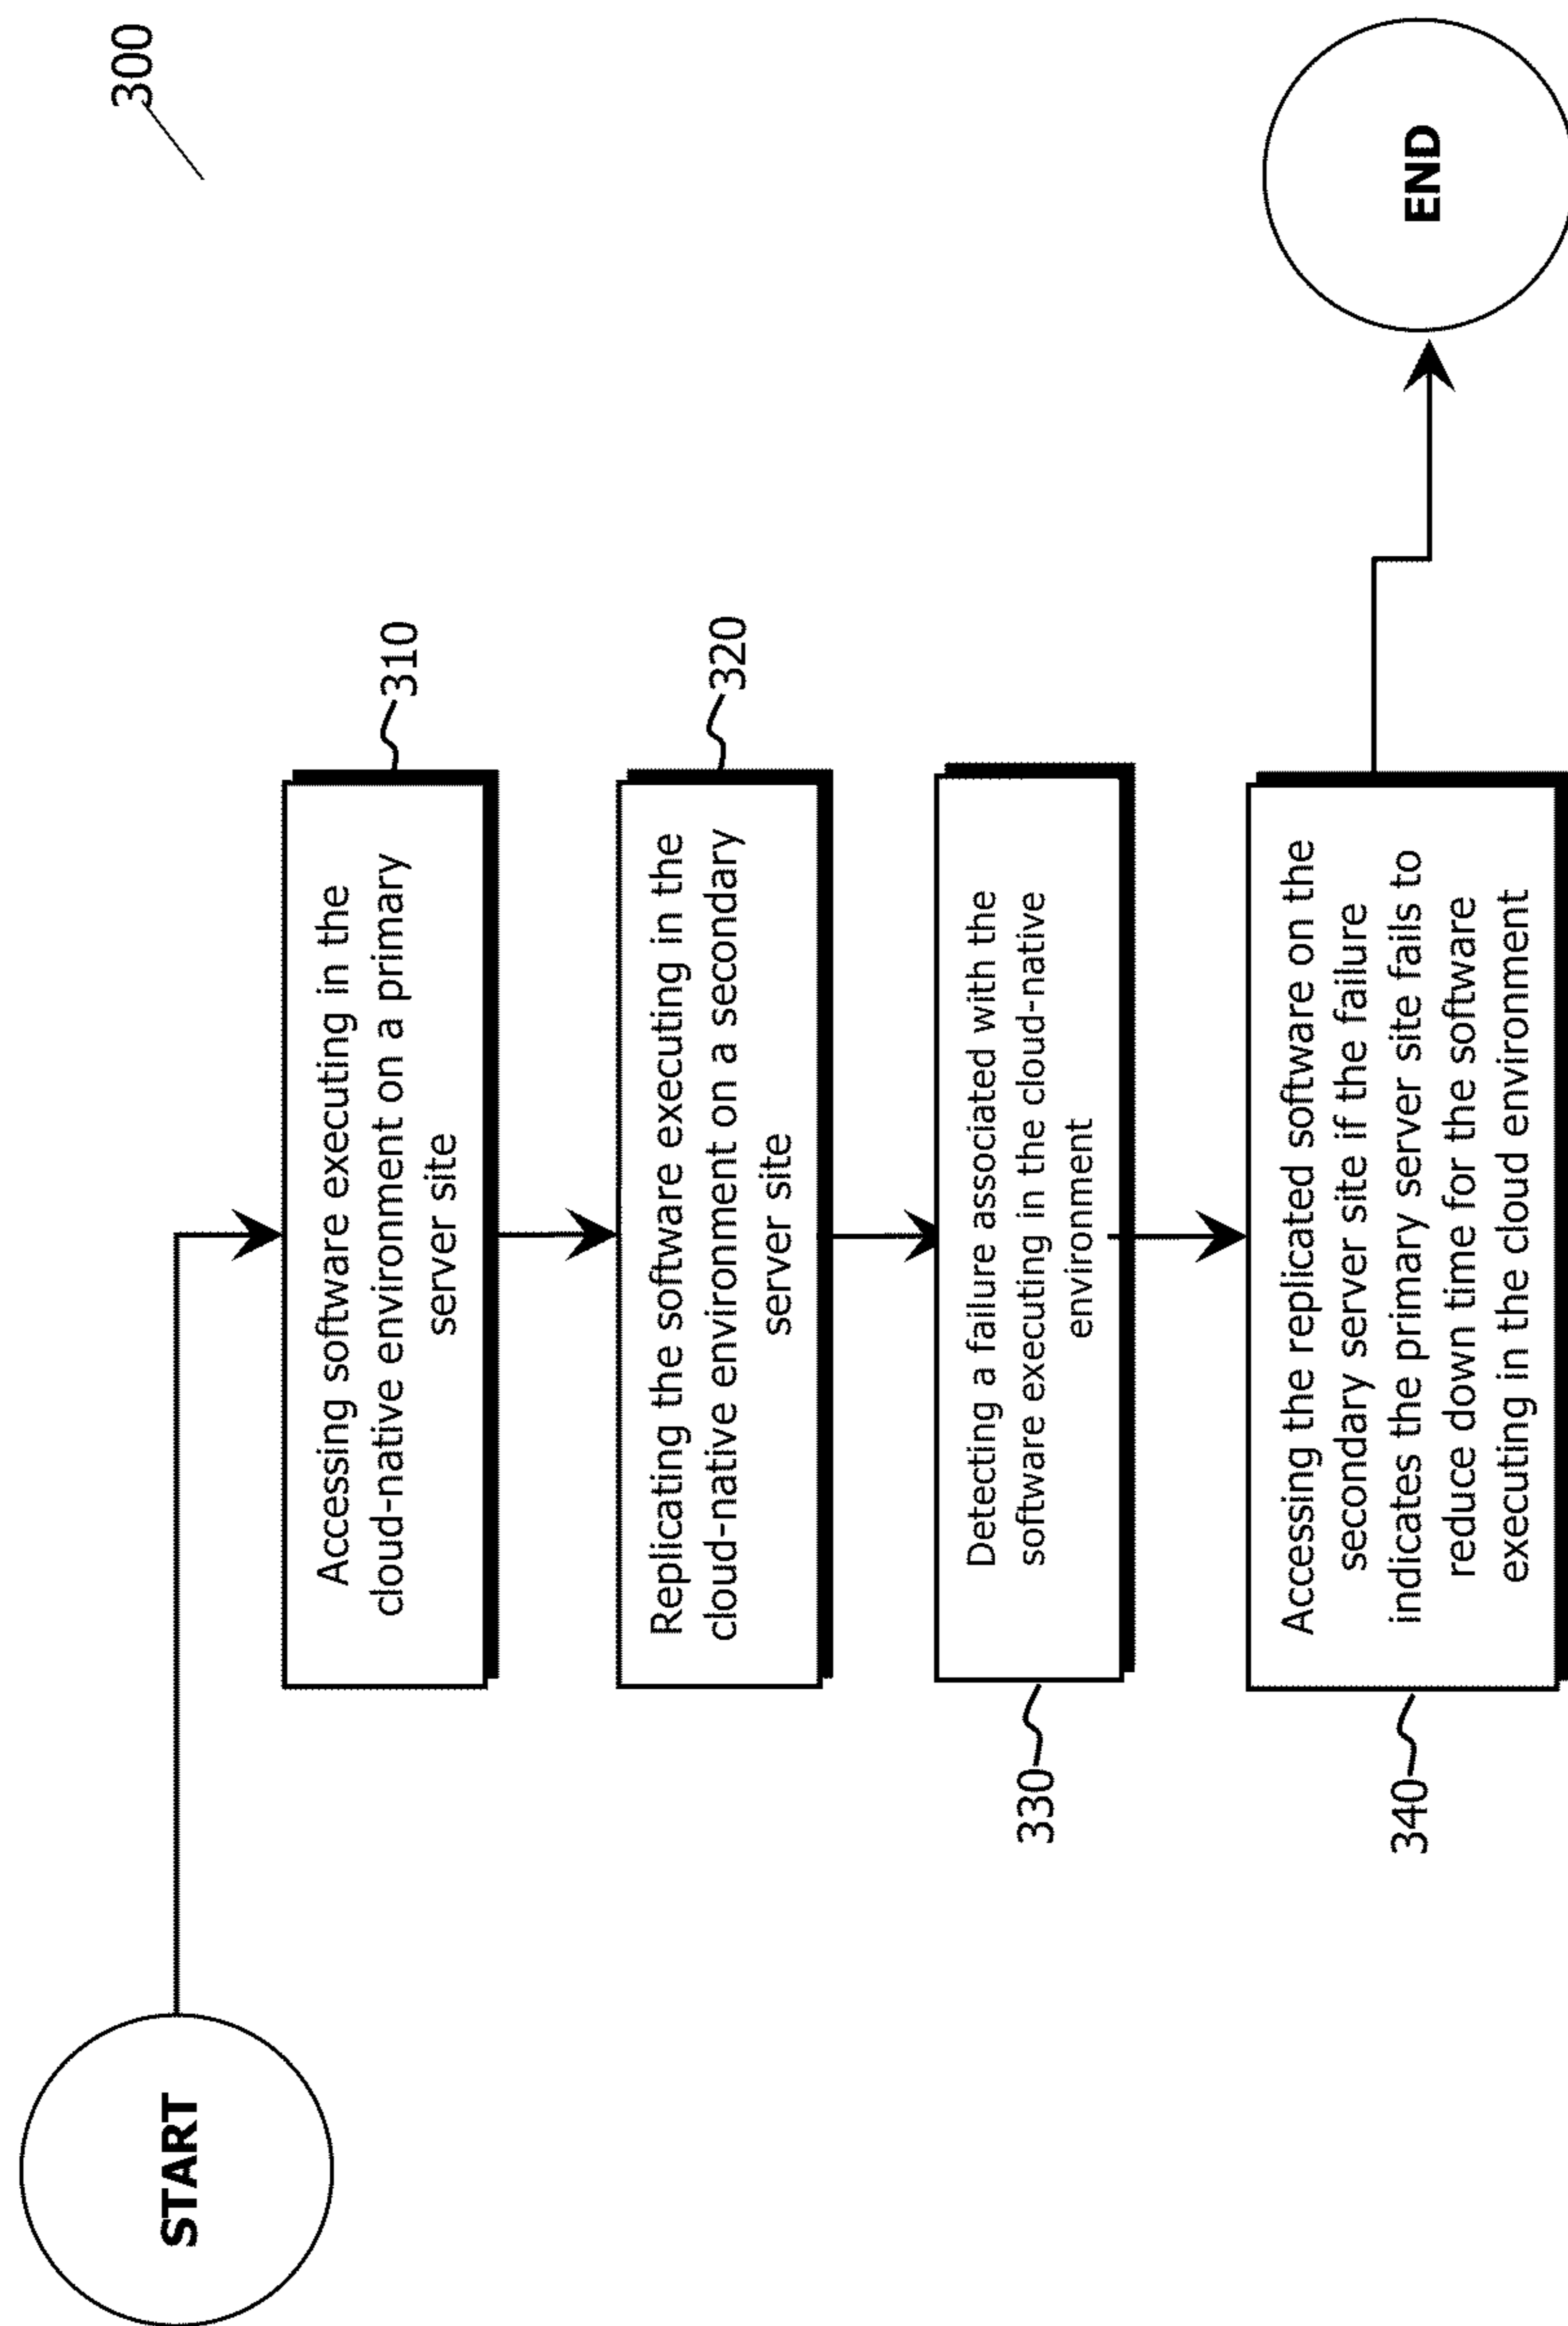 300
START
Accessing software executing in the
cloud-native environment on a primary
server site
310
Replicating the software executing in the
cloud-native environment on a secondary
server site
320
Detecting a failure associated with the
software executing in the cloud-native
environment
330
Accessing the replicated software on the
secondary server site if the failure
indicates the primary server site fails to
reduce down time for the software
executing in the cloud environment
340
END